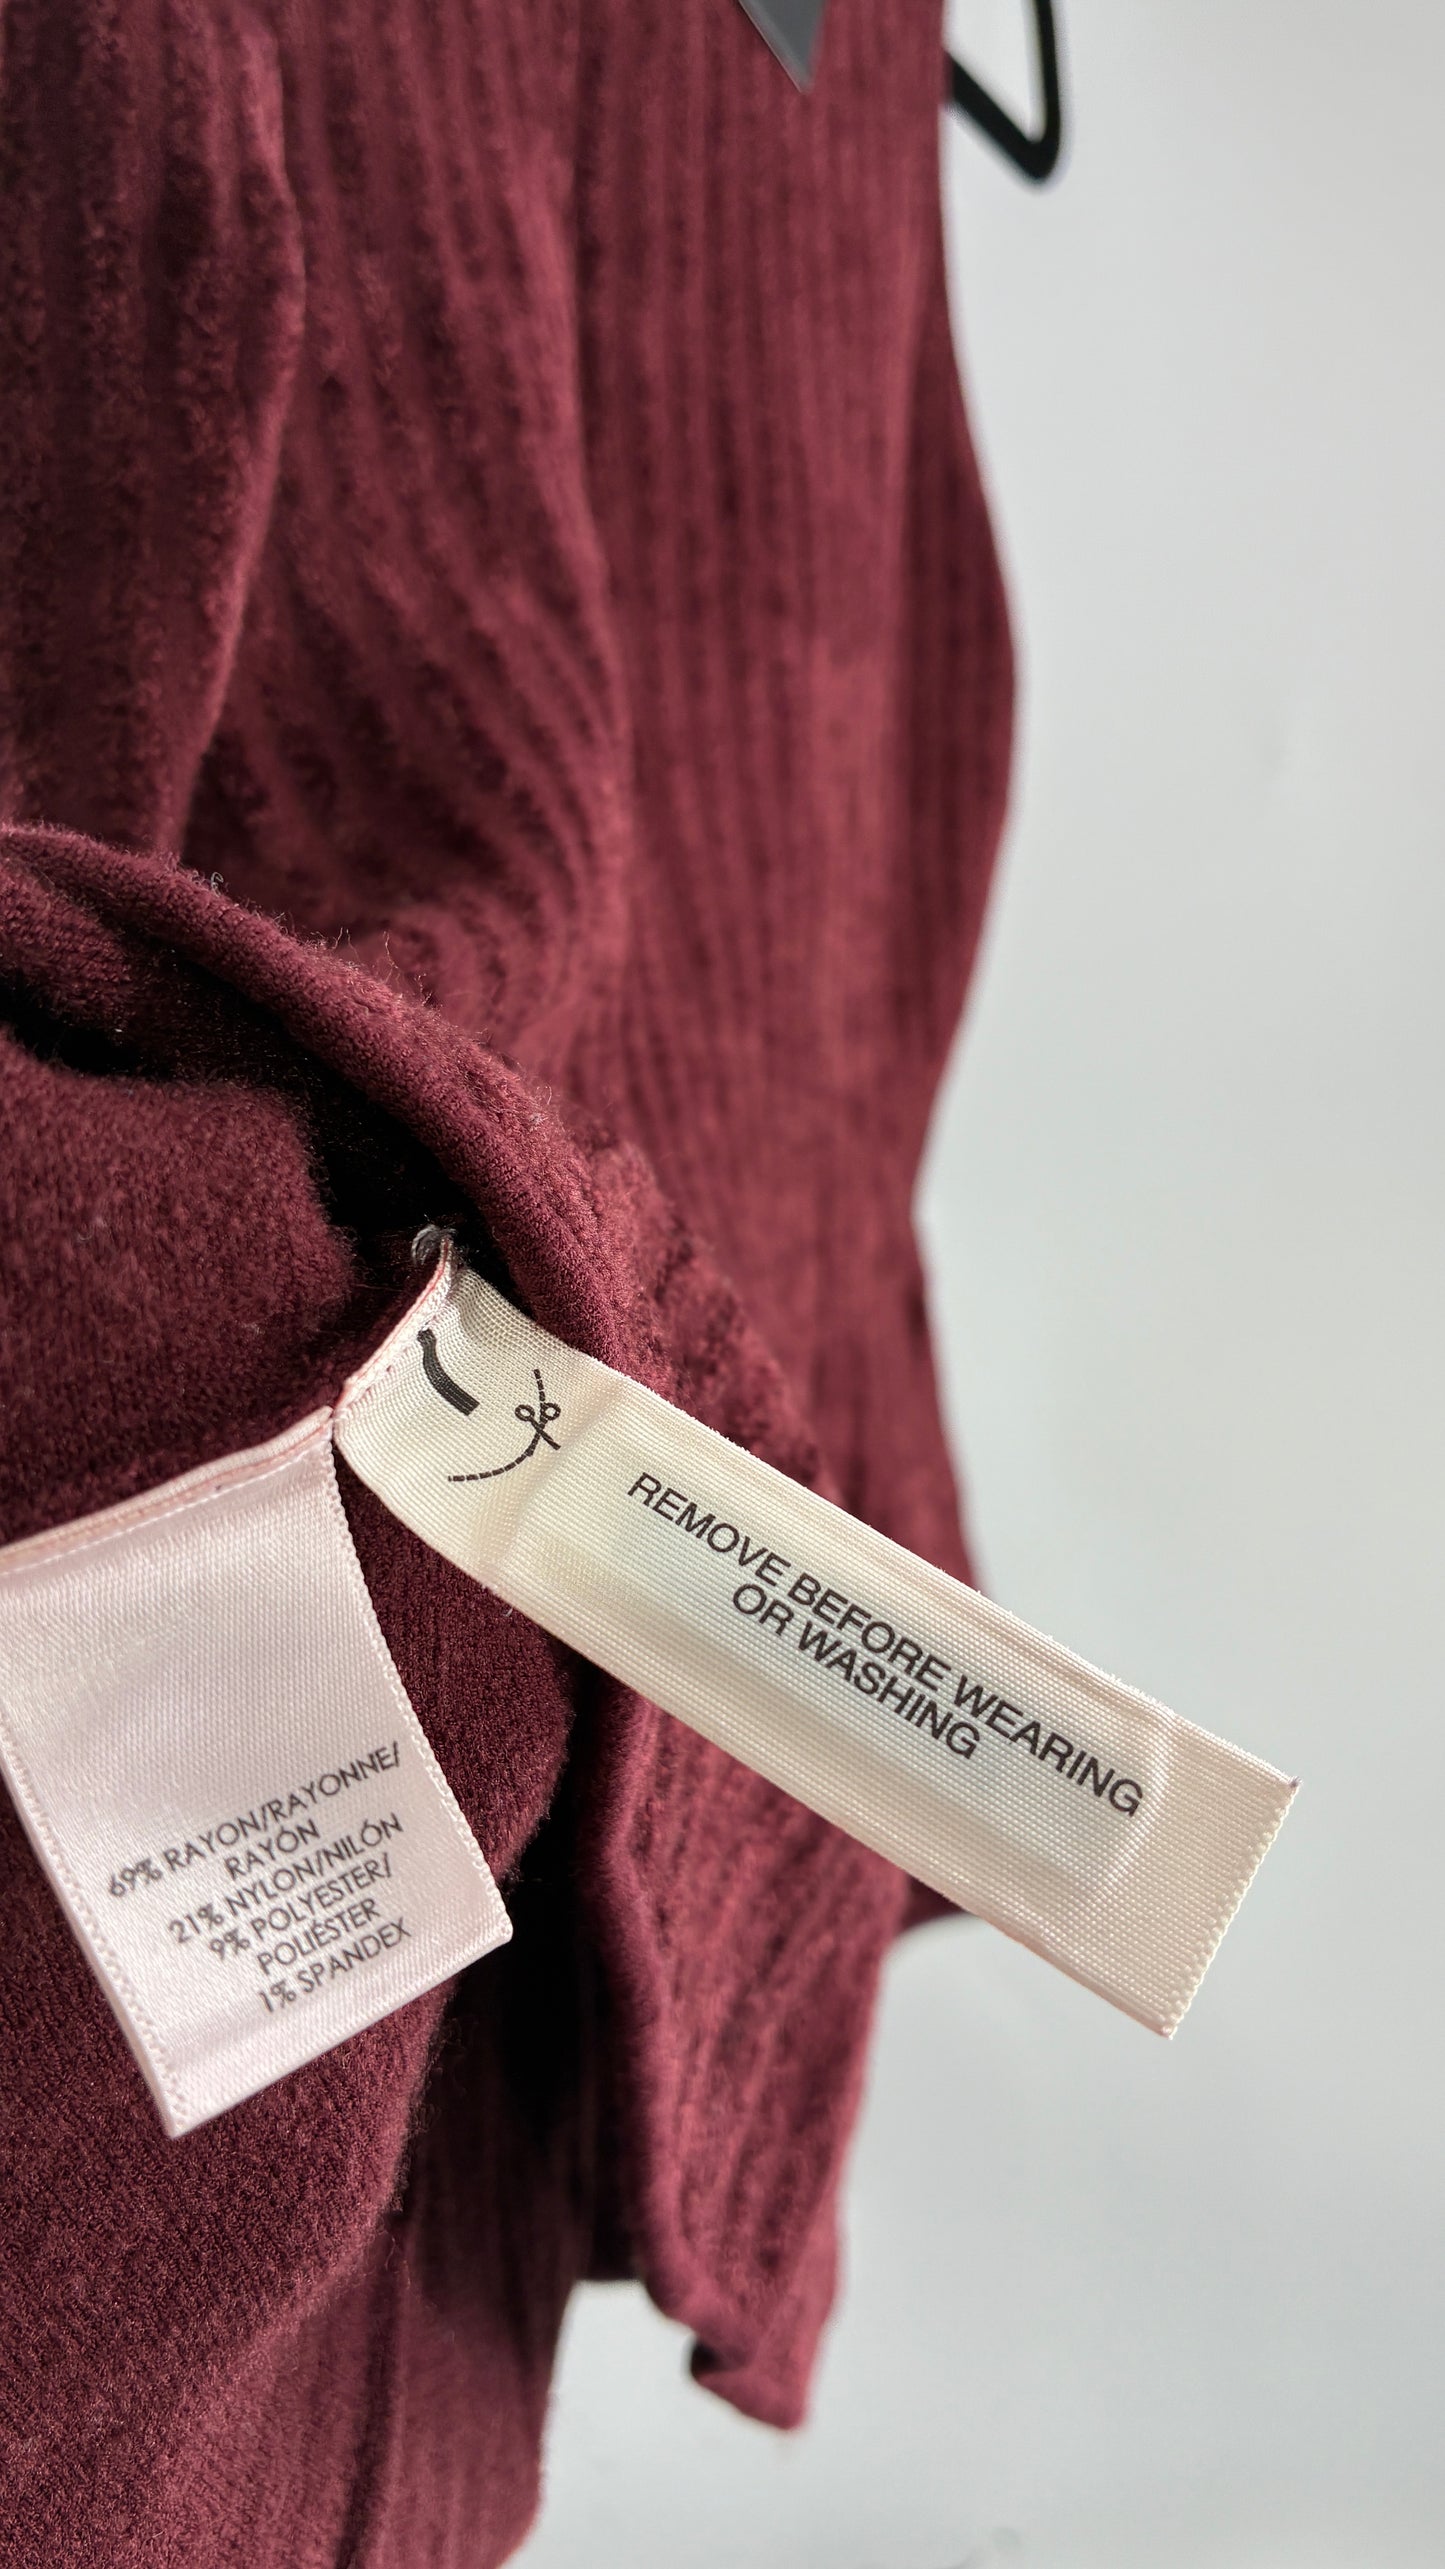 69% RAYON/RAYONNE/
RAYÓN
21% NYLON/NILÓN
9% POLYESTER/
POLIÉSTER
1% SPANDEX
REMOVE BEFORE WEARING
OR WASHING